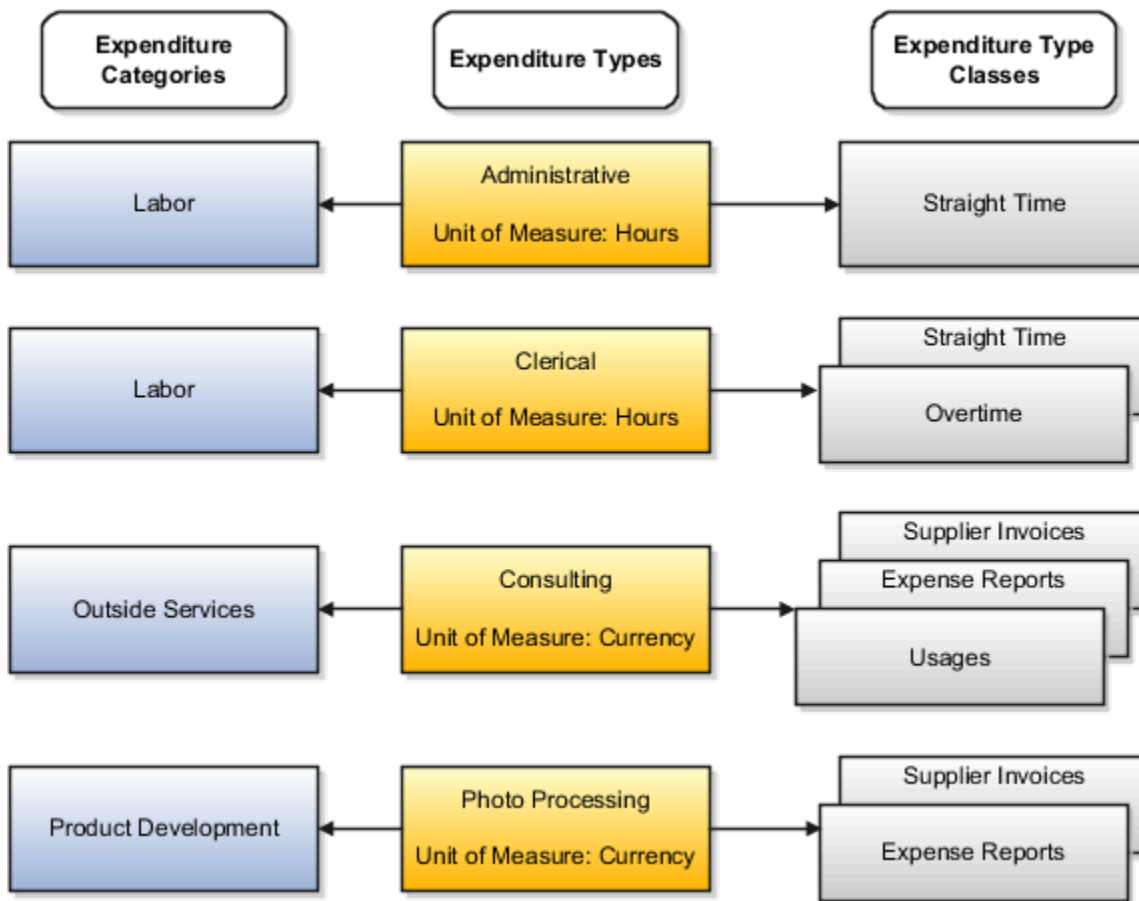 Expenditure
Categories
Expenditure Types
Expenditure Type
Classes
Labor
Administrative
Unit of Measure: Hours
Straight Time
Labor
Clerical
Unit of Measure: Hours
Straight Time
Overtime
Outside Services
Consulting
Unit of Measure: Currency
Supplier Invoices
Expense Reports
Usages
Product Development
Photo Processing
Unit of Measure: Currency
Supplier Invoices
Expense Reports